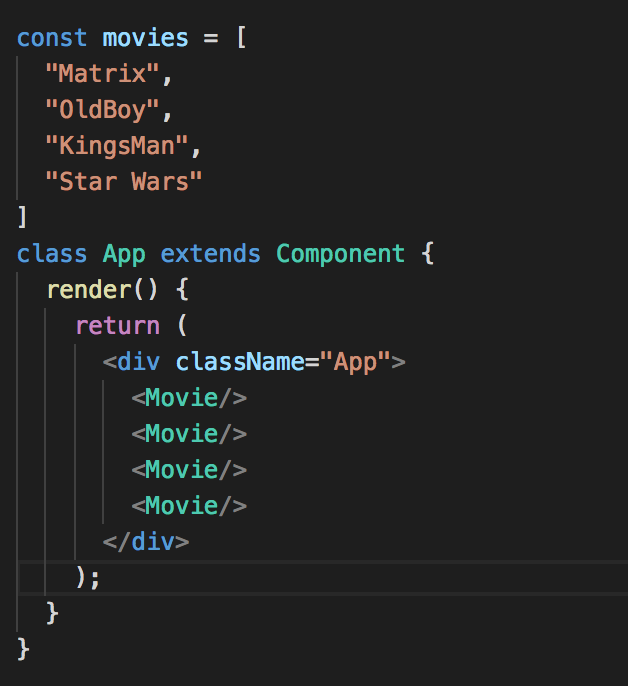 const movies = [
  "Matrix",
  "OldBoy",
  "KingsMan",
  "Star Wars"
]
class App extends Component {
  render() {
    return (
      <div className="App">
        <Movie/>
        <Movie/>
        <Movie/>
        <Movie/>
      </div>
    );
  }
}